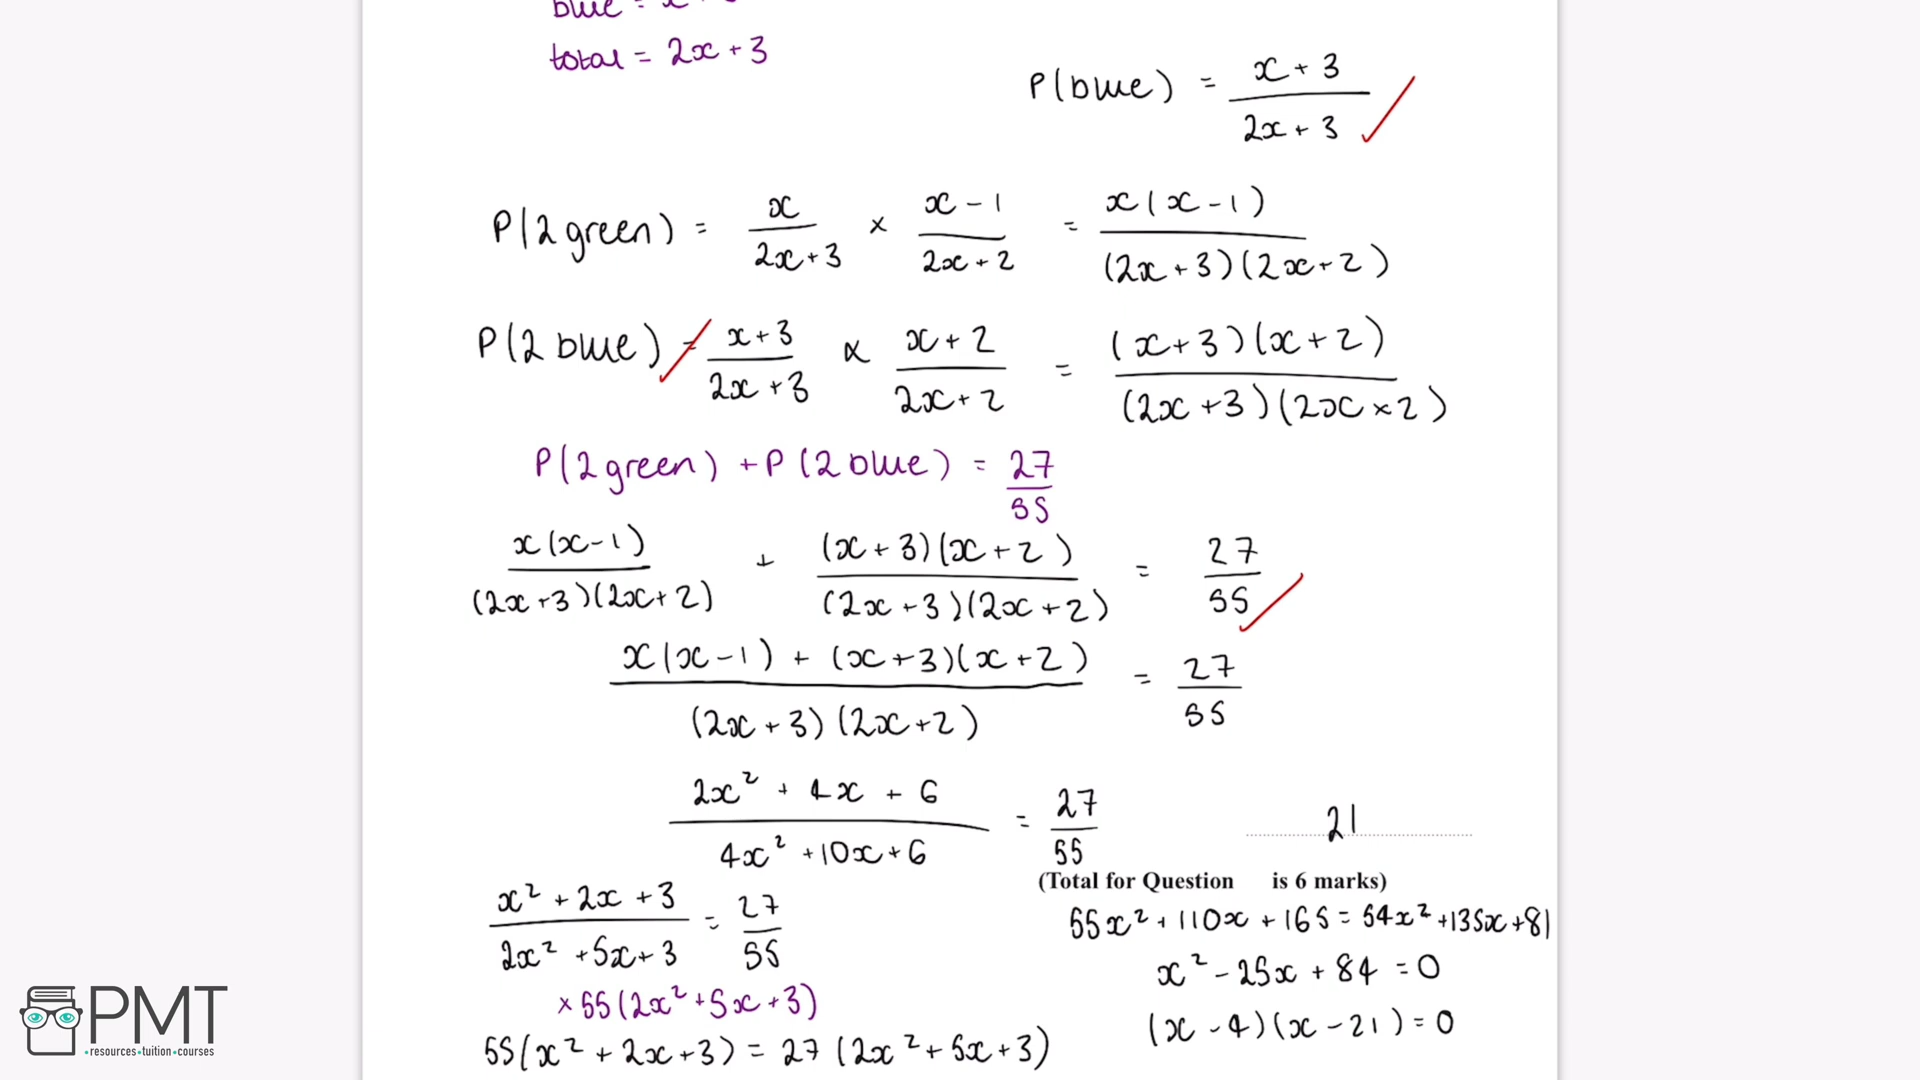 blue = x
total = 2x + 3
P(blue) = x + 3 / 2x + 3
P(2 green) = x / 2x + 3 × x - 1 / 2x + 2 = x(x - 1) / (2x + 3)(2x + 2)
P(2 blue) = x + 3 / 2x + 3 × x + 2 / 2x + 2 = (x + 3)(x + 2) / (2x + 3)(2x × 2)
P(2 green) + P(2 blue) = 27 / 55
x(x - 1) / (2x + 3)(2x + 2) + (x + 3)(x + 2) / (2x + 3)(2x + 2) = 27 / 55
x(x - 1) + (x + 3)(x + 2) / (2x + 3)(2x + 2) = 27 / 55
2x² + 4x + 6 / 4x² + 10x + 6 = 27 / 55
21
(Total for Question is 6 marks)
x² + 2x + 3 / 2x² + 5x + 3 = 27 / 55
× 55(2x² + 5x + 3)
55(x² + 2x + 3) = 27(2x² + 5x + 3)
55x² + 110x + 165 = 54x² + 135x + 81
x² - 25x + 84 = 0
(x - 4)(x - 21) = 0
PMT
resources•tuition•courses